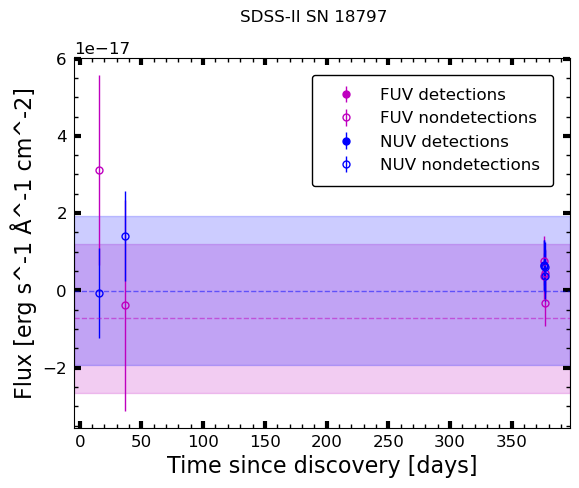 SDSS-II SN 18797
1e−17
6
4
2
0
−2
Flux [erg s^-1 Å^-1 cm^-2]
FUV detections
FUV nondetections
NUV detections
NUV nondetections
0 50 100 150 200 250 300 350
Time since discovery [days]